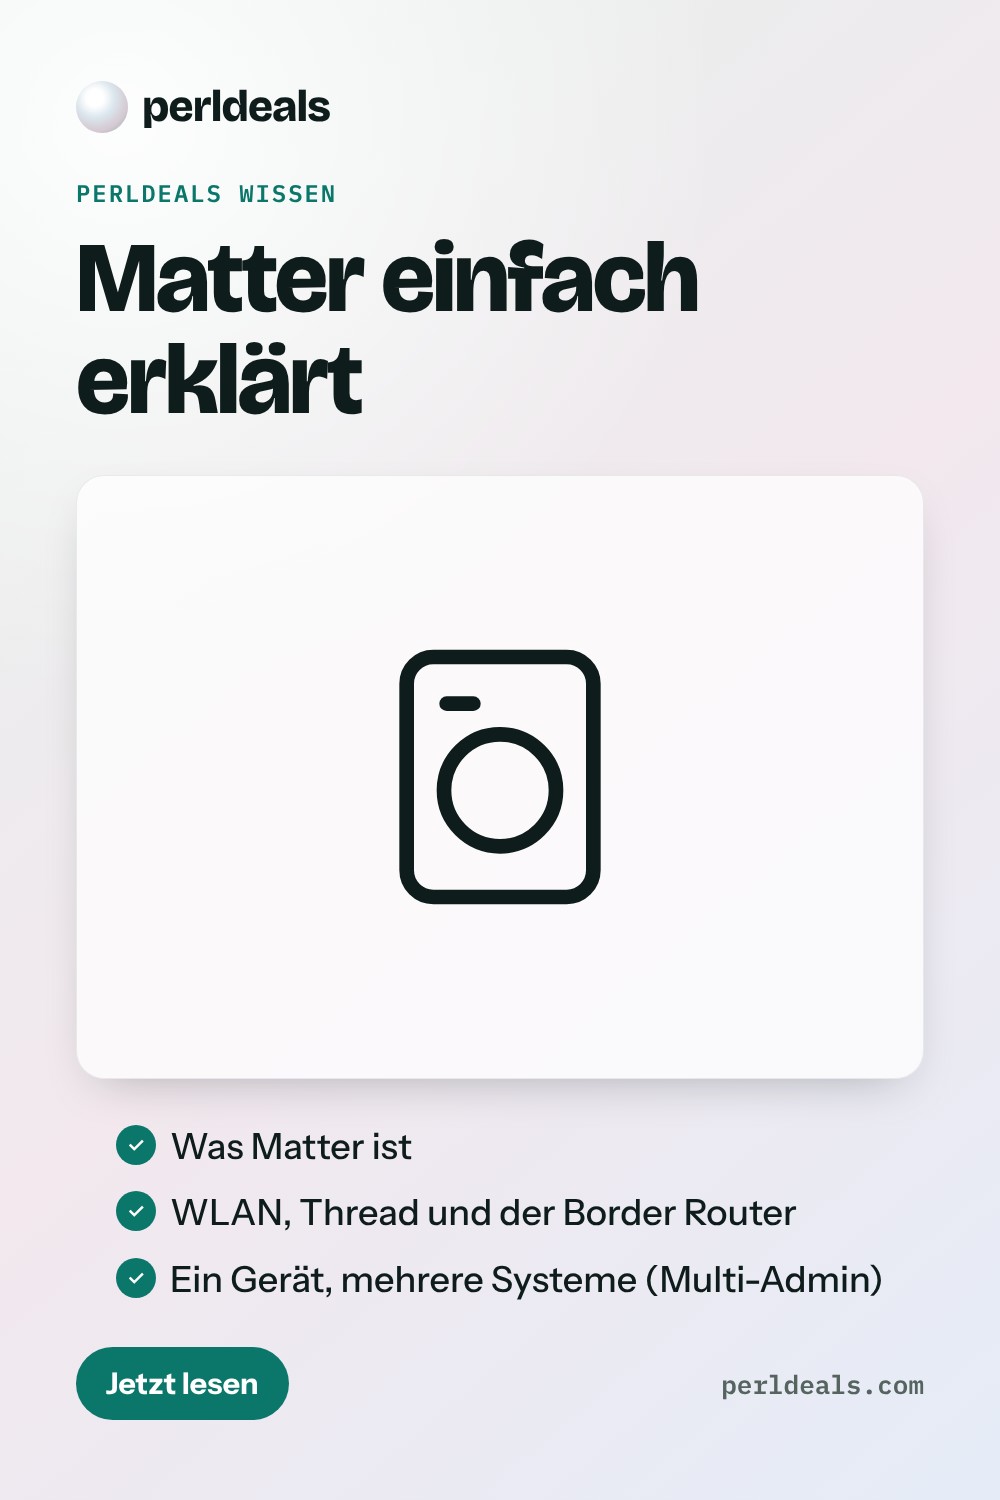 perldeals
PERLDEALS WISSEN
Matter einfach
erklärt
Was Matter ist
WLAN, Thread und der Border Router
Ein Gerät, mehrere Systeme (Multi-Admin)
Jetzt lesen
perldeals.com